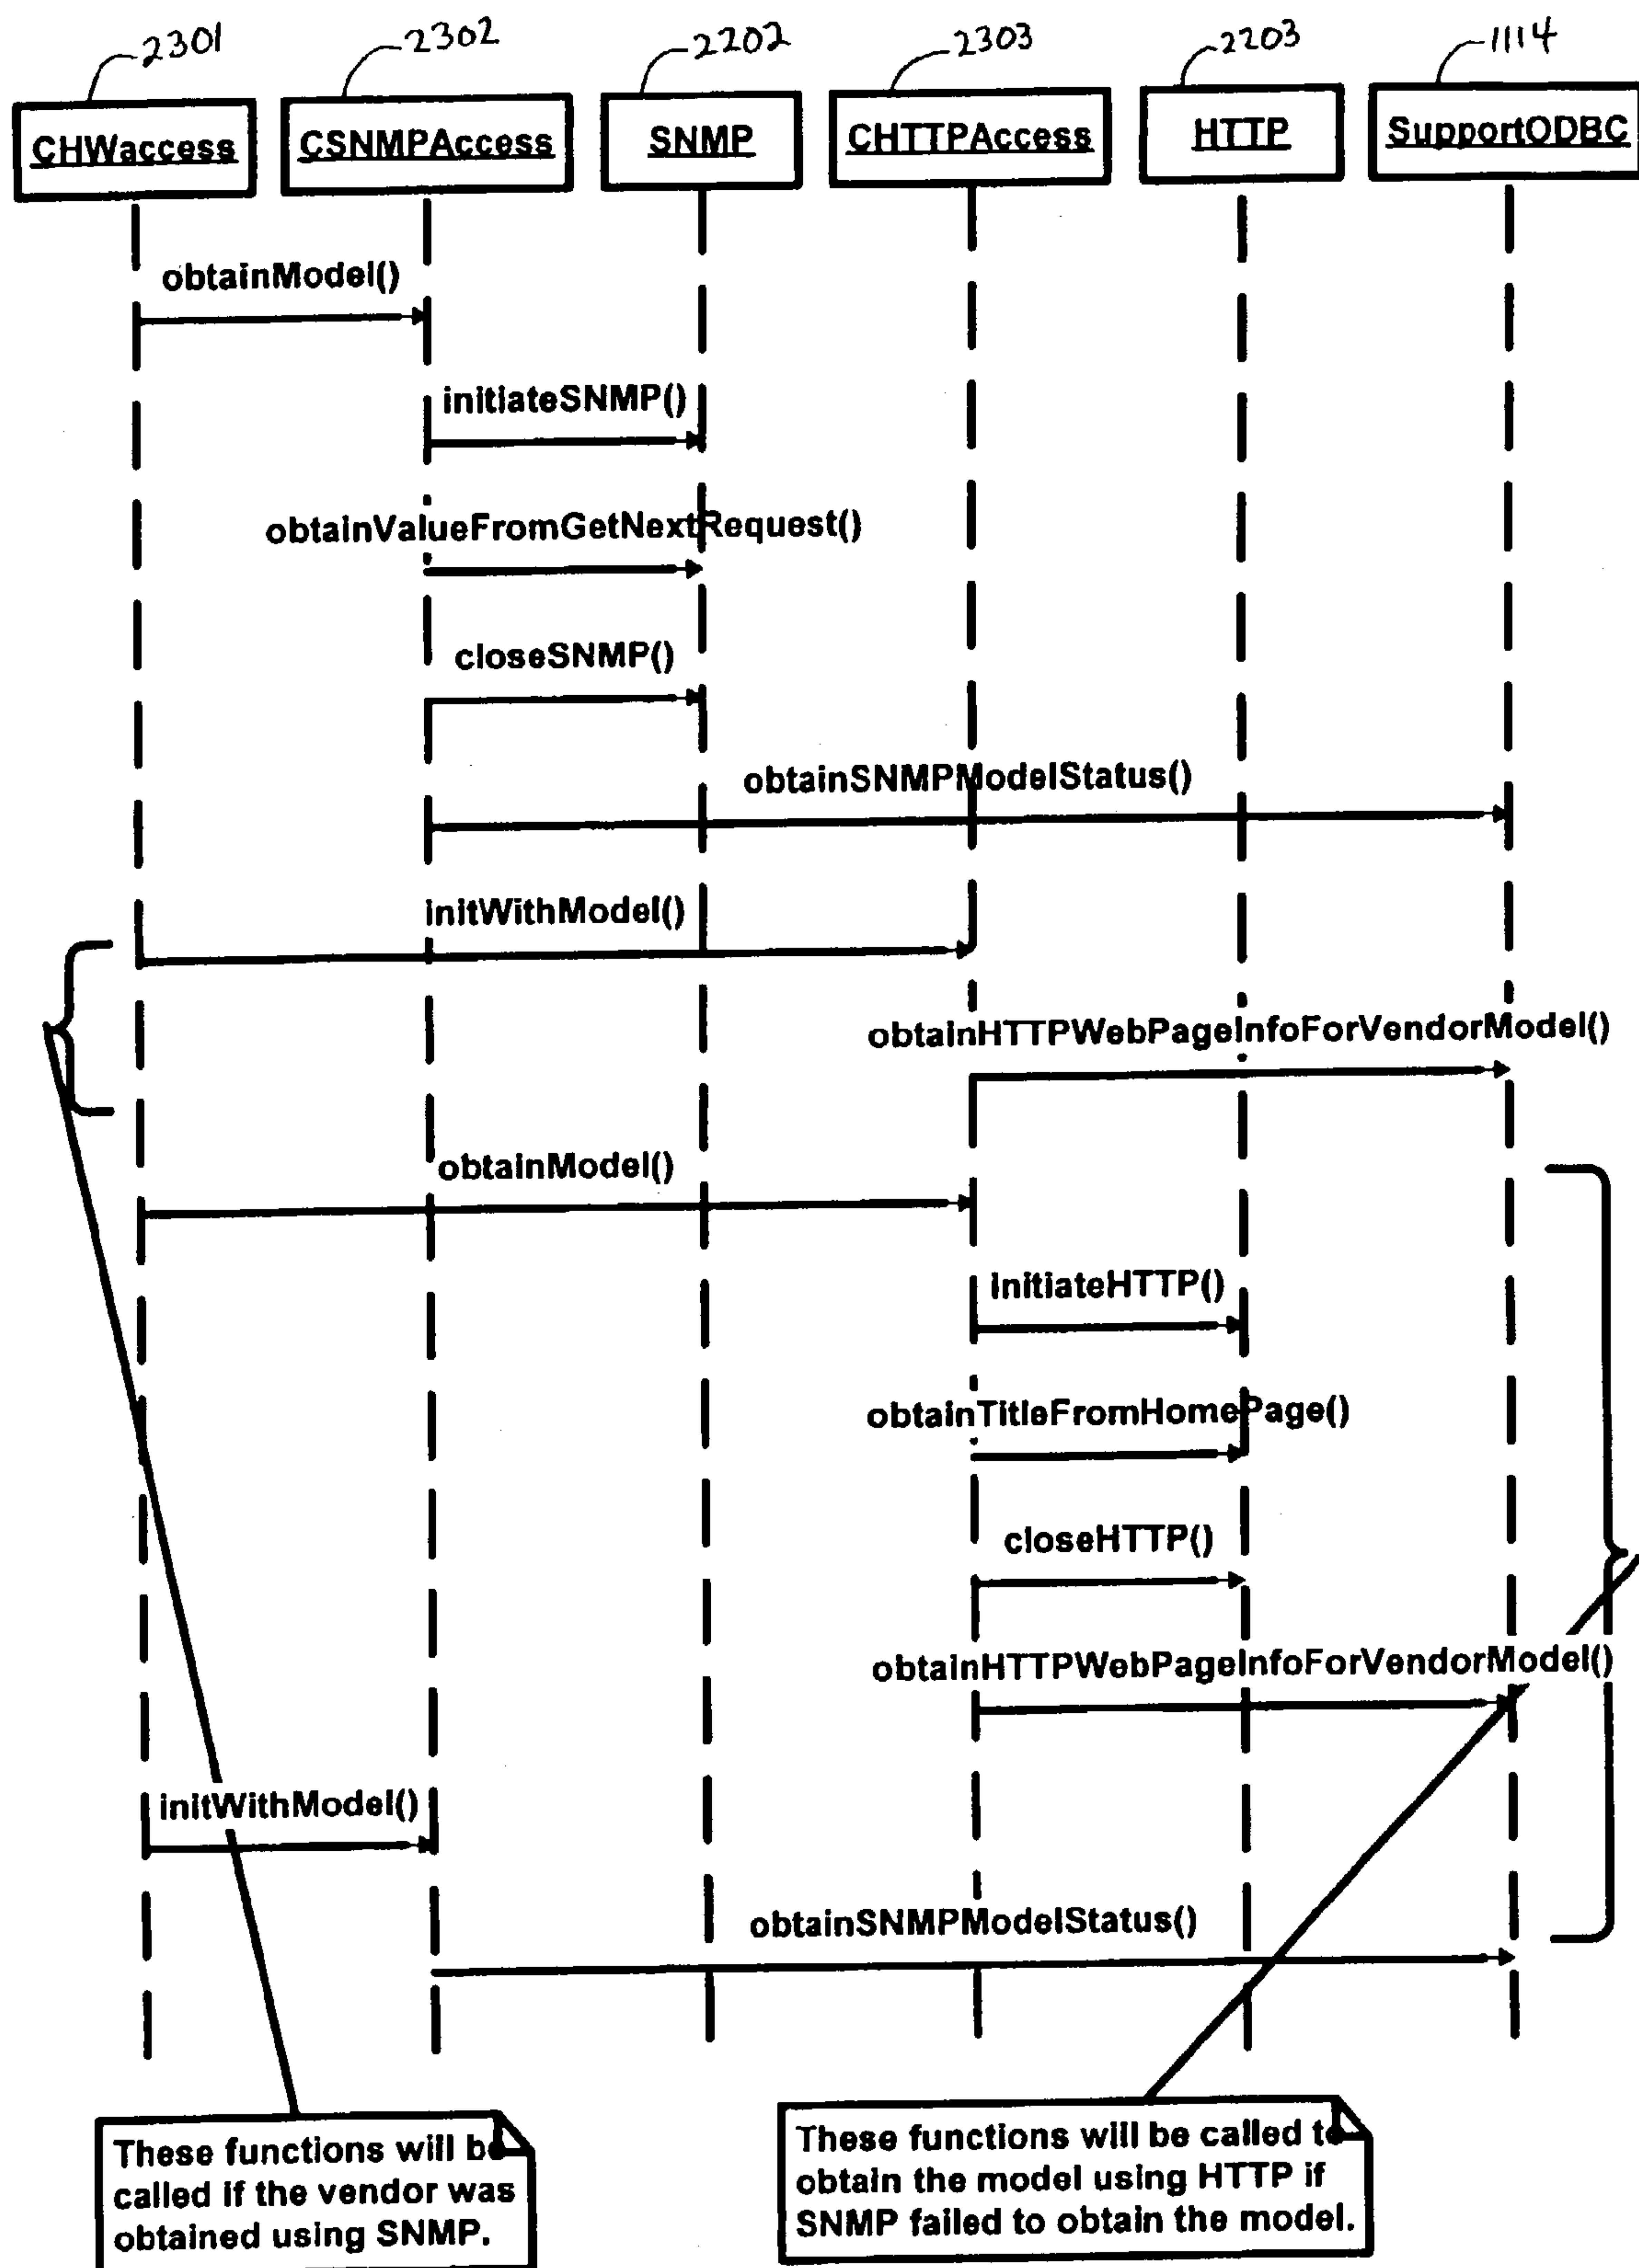 2301
2302
2202
2303
2203
1114
CHWaccess
CSNMPAccess
SNMP
CHTTPAccess
HTTP
SupportODBC
obtainModel()
initiateSNMP()
obtainValueFromGetNextRequest()
closeSNMP()
obtainSNMPModelStatus()
initWithModel()
obtainHTTPWebPageInfoForVendorModel()
obtainModel()
initiateHTTP()
obtainTitleFromHomePage()
closeHTTP()
obtainHTTPWebPageInfoForVendorModel()
initWithModel()
obtainSNMPModelStatus()
These functions will be
called if the vendor was
obtained using SNMP.
These functions will be called to
obtain the model using HTTP if
SNMP failed to obtain the model.